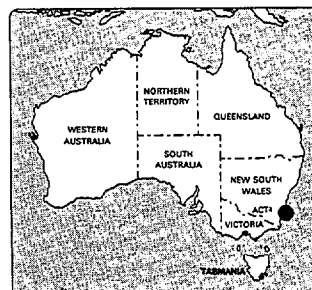 NORTHERN
TERRITORY
QUEENSLAND
WESTERN
AUSTRALIA
SOUTH
AUSTRALIA
NEW SOUTH
WALES
ACT
VICTORIA
TASMANIA